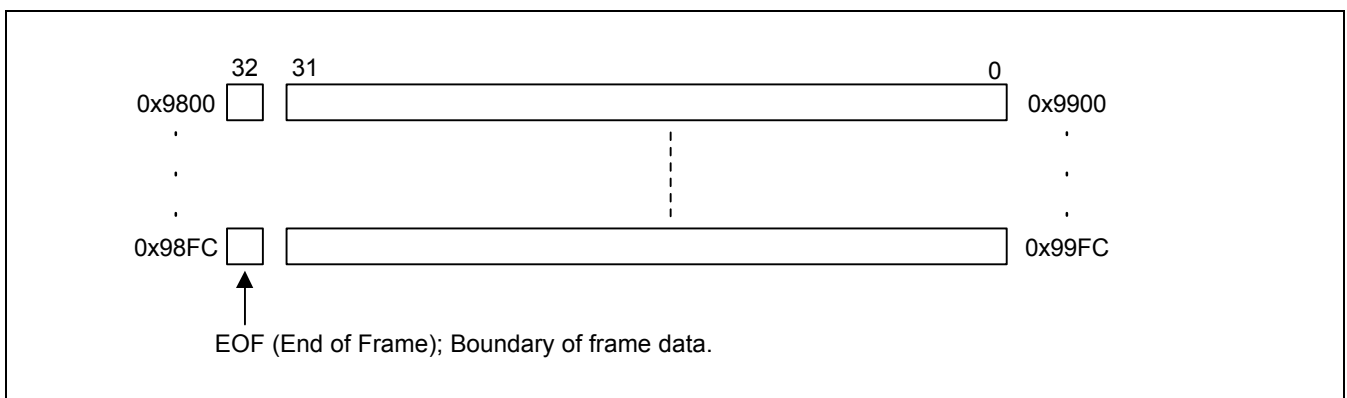 32 31 0
0x9800 0x9900
0x98FC 0x99FC
EOF (End of Frame); Boundary of frame data.